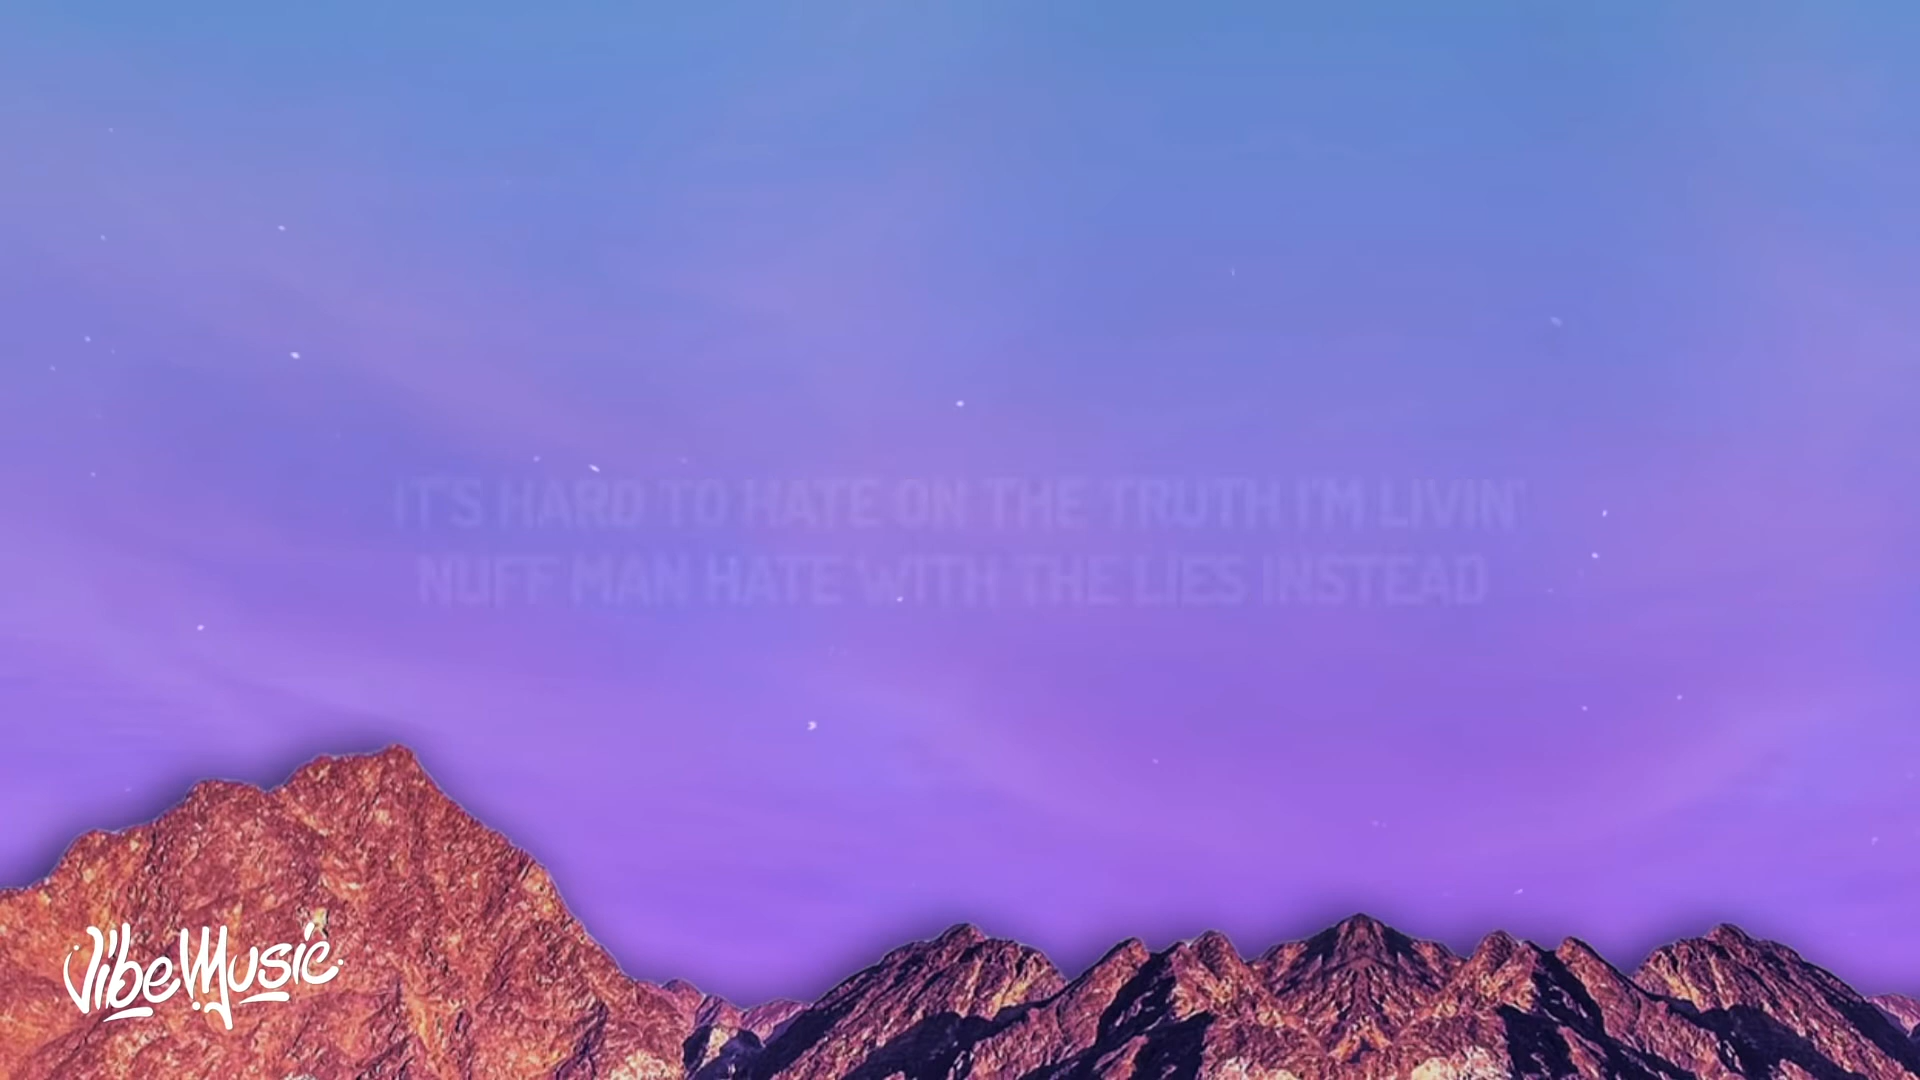 IT'S HARD TO HATE ON THE TRUTH I'M LIVIN'
NUFF MAN HATE WITH THE LIES INSTEAD
VibeMusic